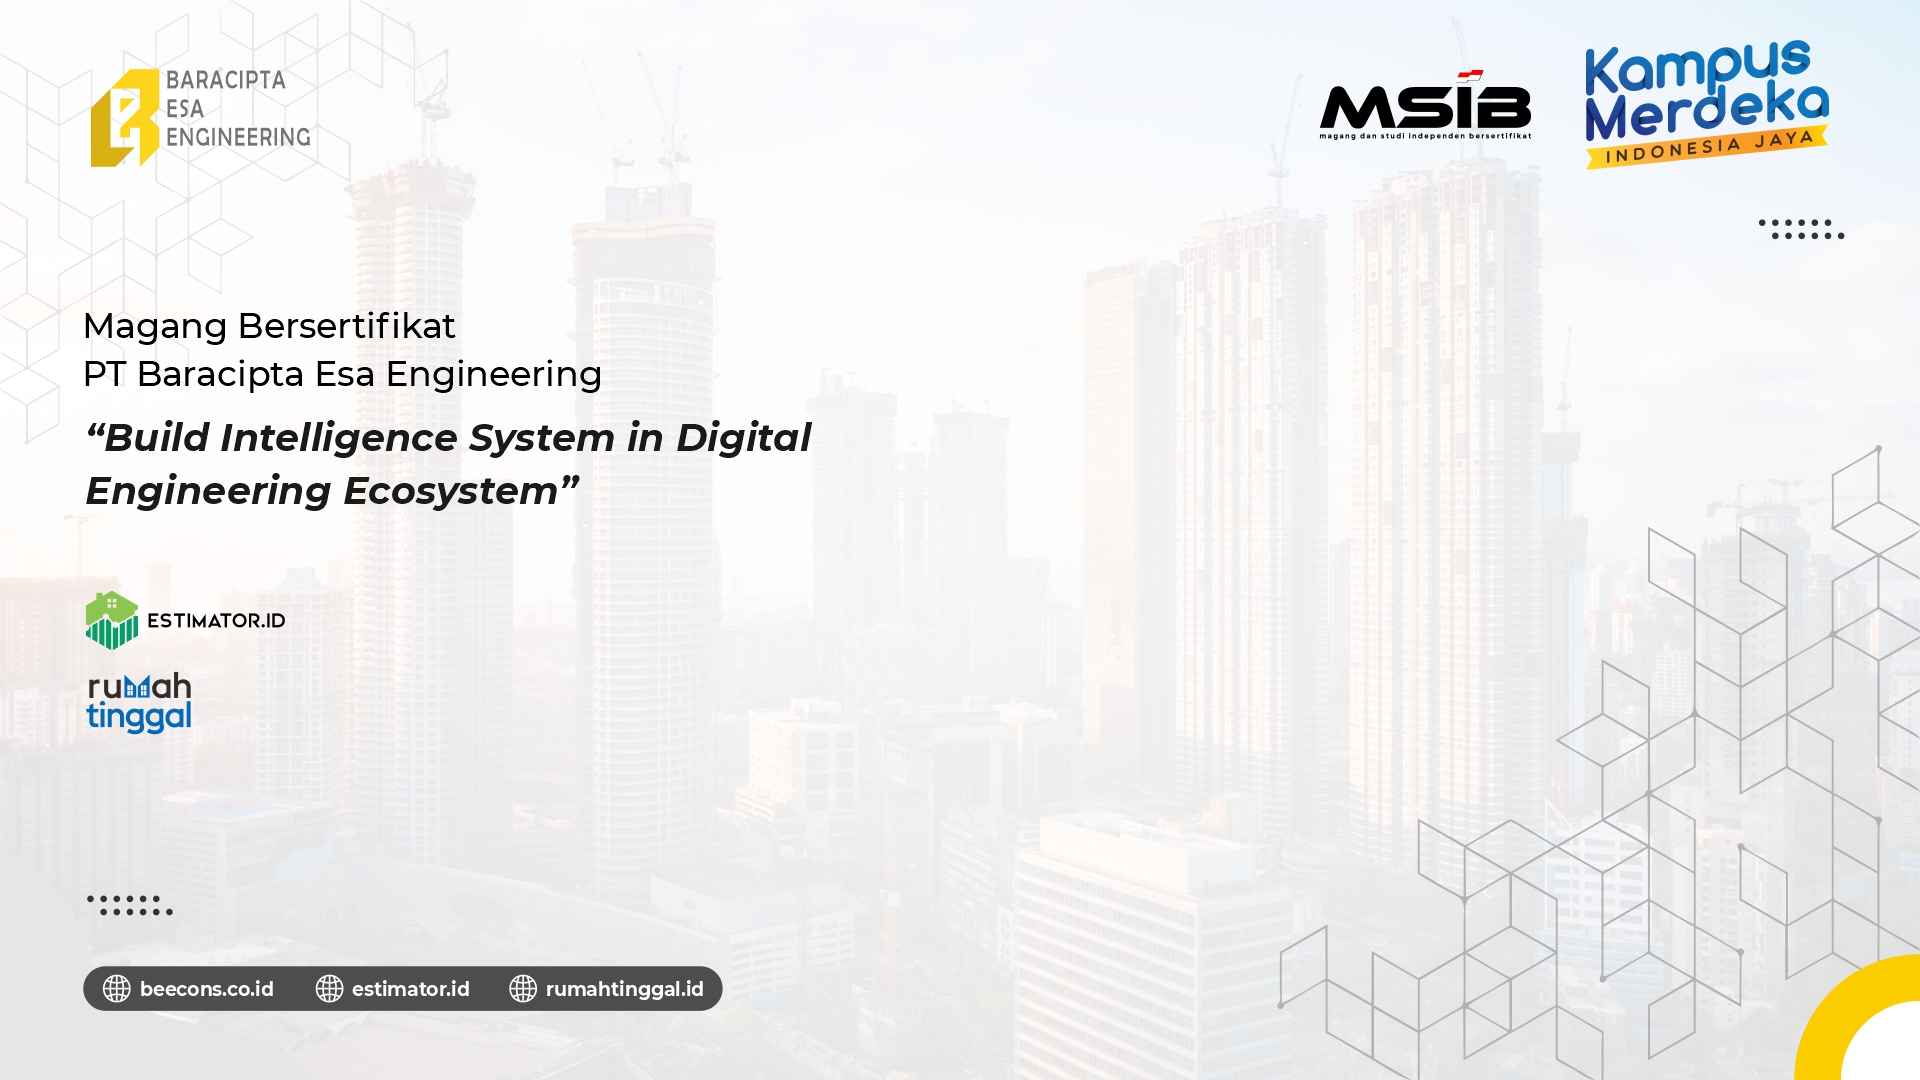 BARACIPTA
ESA
ENGINEERING
MSIB
magang dan studi independen bersertifikat
Kampus
Merdeka
INDONESIA JAYA
Magang Bersertifikat
PT Baracipta Esa Engineering
“Build Intelligence System in Digital
Engineering Ecosystem”
ESTIMATOR.ID
rumah
tinggal
beecons.co.id
estimator.id
rumahtinggal.id